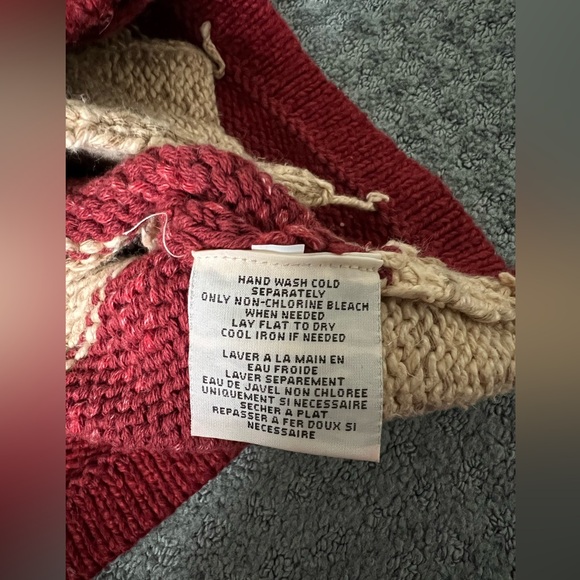 HAND WASH COLD
SEPARATELY
ONLY NON-CHLORINE BLEACH
WHEN NEEDED
LAY FLAT TO DRY
COOL IRON IF NEEDED
LAVER A LA MAIN EN
EAU FROIDE
LAVER SEPAREMENT
EAU DE JAVEL NON CHLOREE
UNIQUEMENT SI NECESSAIRE
SECHER A PLAT
REPASSER A FER DOUX SI
NECESSAIRE